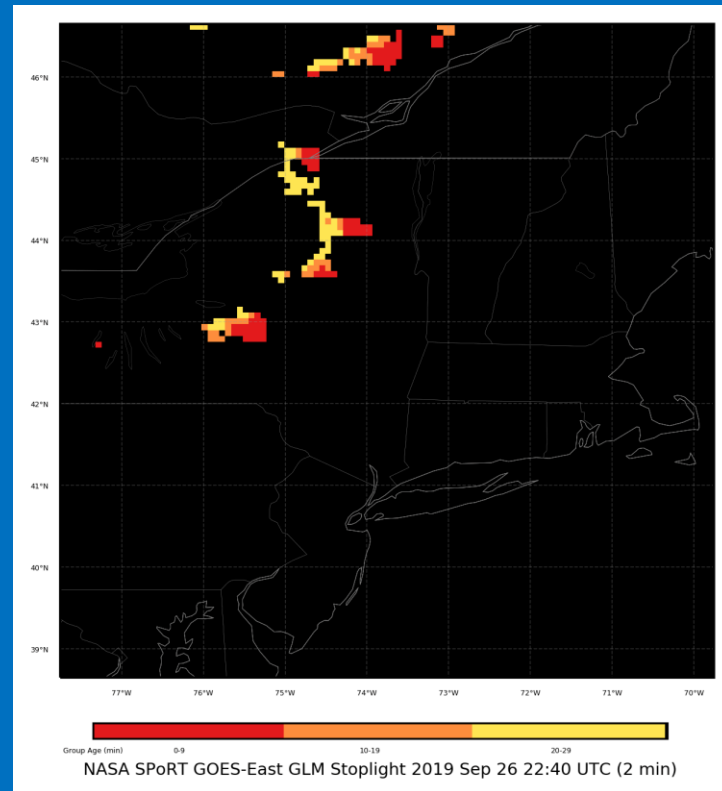 46°N
45°N
44°N
43°N
42°N
41°N
40°N
39°N
77°W 76°W 75°W 74°W 73°W 72°W 71°W 70°W
Group Age (min) 0-9 10-19 20-29
NASA SPoRT GOES-East GLM Stoplight 2019 Sep 26 22:40 UTC (2 min)